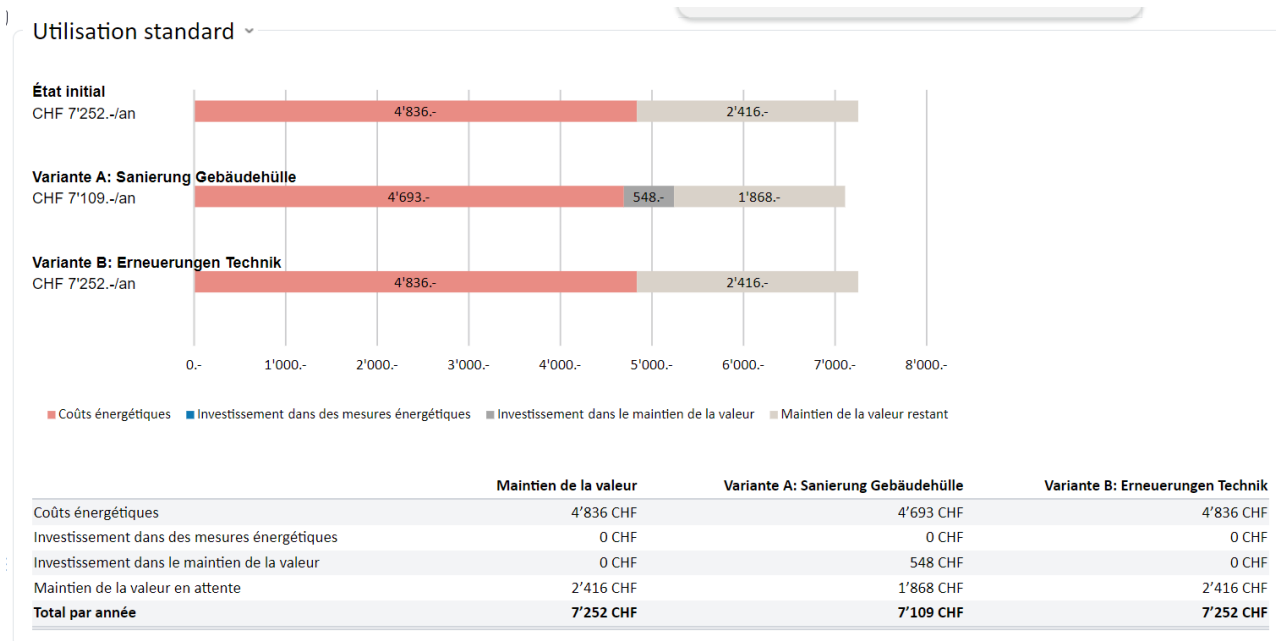 Utilisation standard
État initial
CHF 7'252.-/an
4'836.- 2'416.-
Variante A: Sanierung Gebäudehülle
CHF 7'109.-/an
4'693.- 548.- 1'868.-
Variante B: Erneuerungen Technik
CHF 7'252.-/an
4'836.- 2'416.-
0.- 1'000.- 2'000.- 3'000.- 4'000.- 5'000.- 6'000.- 7'000.- 8'000.-
Coûts énergétiques Investissement dans des mesures énergétiques Investissement dans le maintien de la valeur Maintien de la valeur restant
Maintien de la valeur Variante A: Sanierung Gebäudehülle Variante B: Erneuerungen Technik
Coûts énergétiques 4’836 CHF 4’693 CHF 4’836 CHF
Investissement dans des mesures énergétiques 0 CHF 0 CHF 0 CHF
Investissement dans le maintien de la valeur 0 CHF 548 CHF 0 CHF
Maintien de la valeur en attente 2’416 CHF 1’868 CHF 2’416 CHF
Total par année 7’252 CHF 7’109 CHF 7’252 CHF